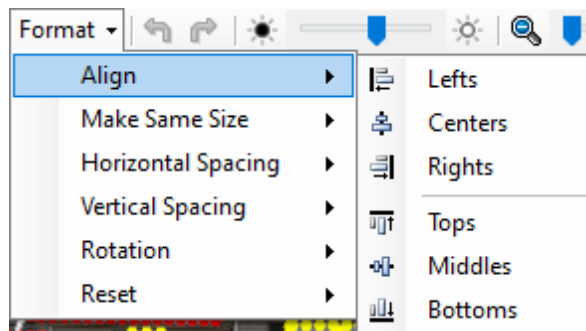 Format
Align
Make Same Size
Horizontal Spacing
Vertical Spacing
Rotation
Reset
Lefts
Centers
Rights
Tops
Middles
Bottoms